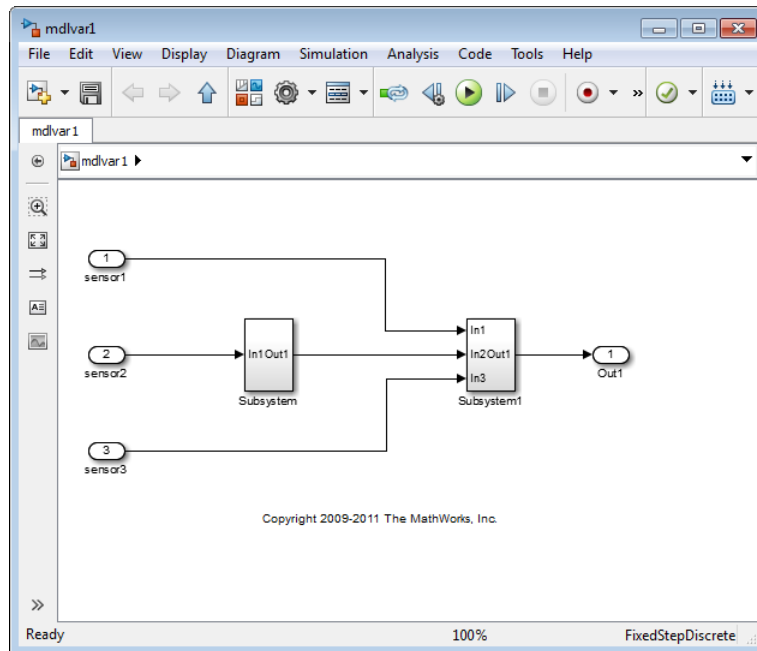 mdlvar1
File Edit View Display Diagram Simulation Analysis Code Tools Help
»
mdlvar1
mdlvar1
1
sensor1
2
sensor2
In1 Out1
Subsystem
In1
In2 Out1
In3
Subsystem1
1
Out1
3
sensor3
Copyright 2009-2011 The MathWorks, Inc.
»
Ready 100% FixedStepDiscrete